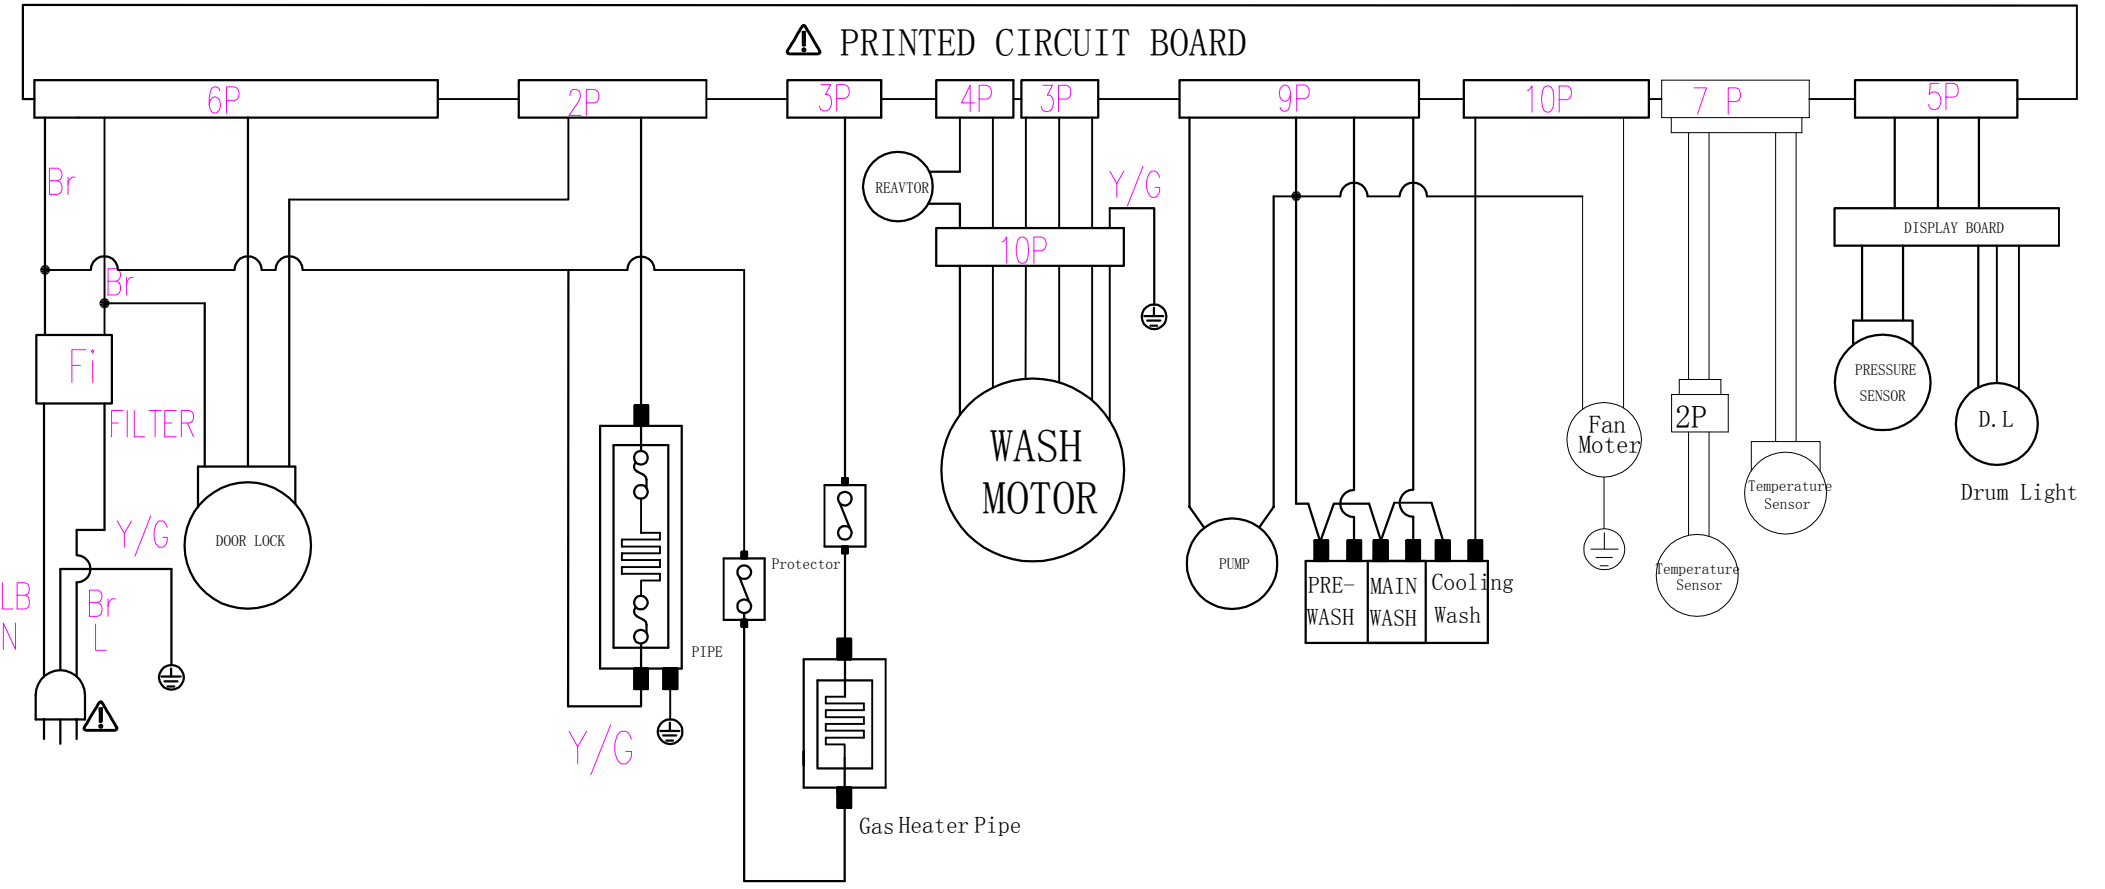 PRINTED CIRCUIT BOARD
6P
2P
3P
4P
3P
9P
10P
7 P
5P
Br
REAVTOR
Y/G
10P
DISPLAY BOARD
Br
Fi
FILTER
PRESSURE
SENSOR
D.L
Drum Light
2P
Fan
Moter
WASH
MOTOR
Temperature
Sensor
Y/G
DOOR LOCK
Protector
PUMP
Temperature
Sensor
PRE-
WASH
MAIN
WASH
Cooling
Wash
LB
N
Br
L
PIPE
Y/G
Gas Heater Pipe